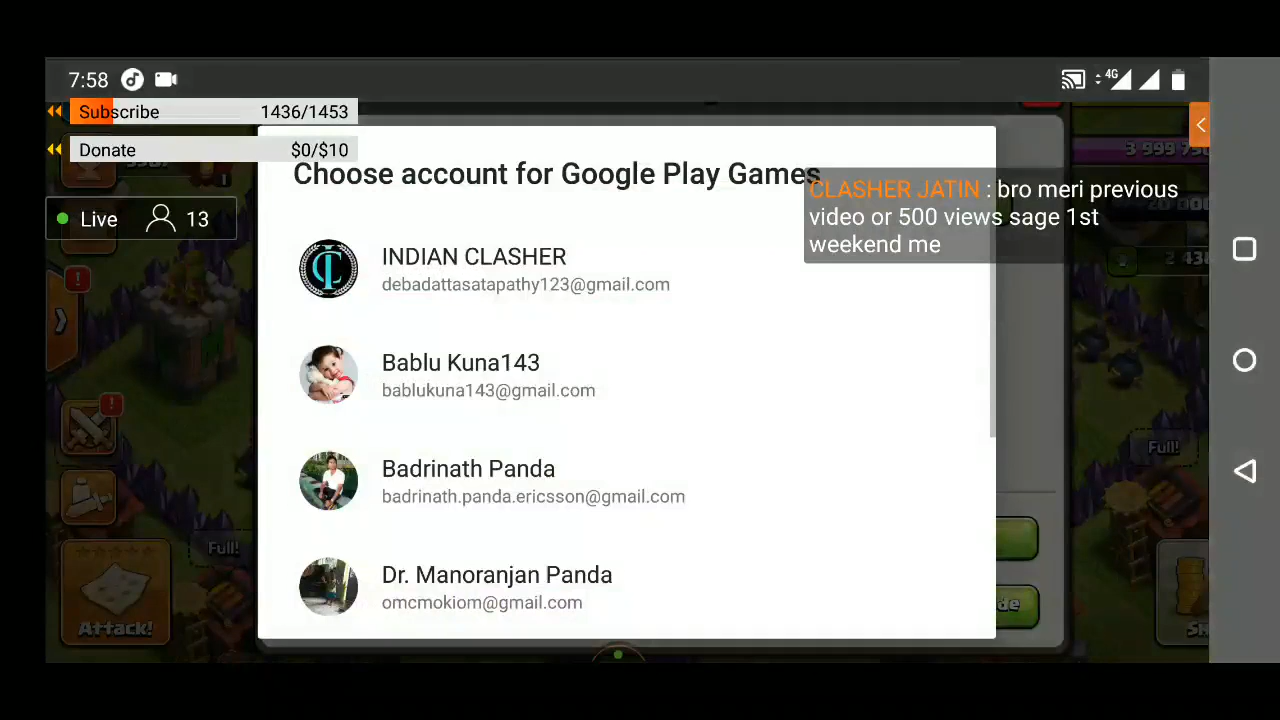 7:58
4G
Subscribe 1436/1453
Donate $0/$10
Live 13
Choose account for Google Play Games
CLASHER JATIN : bro meri previous
video or 500 views sage 1st
weekend me
INDIAN CLASHER
debadattasatapathy123@gmail.com
Bablu Kuna143
bablukuna143@gmail.com
Badrinath Panda
badrinath.panda.ericsson@gmail.com
Dr. Manoranjan Panda
omcmokiom@gmail.com
Full!
Full!
Attack!